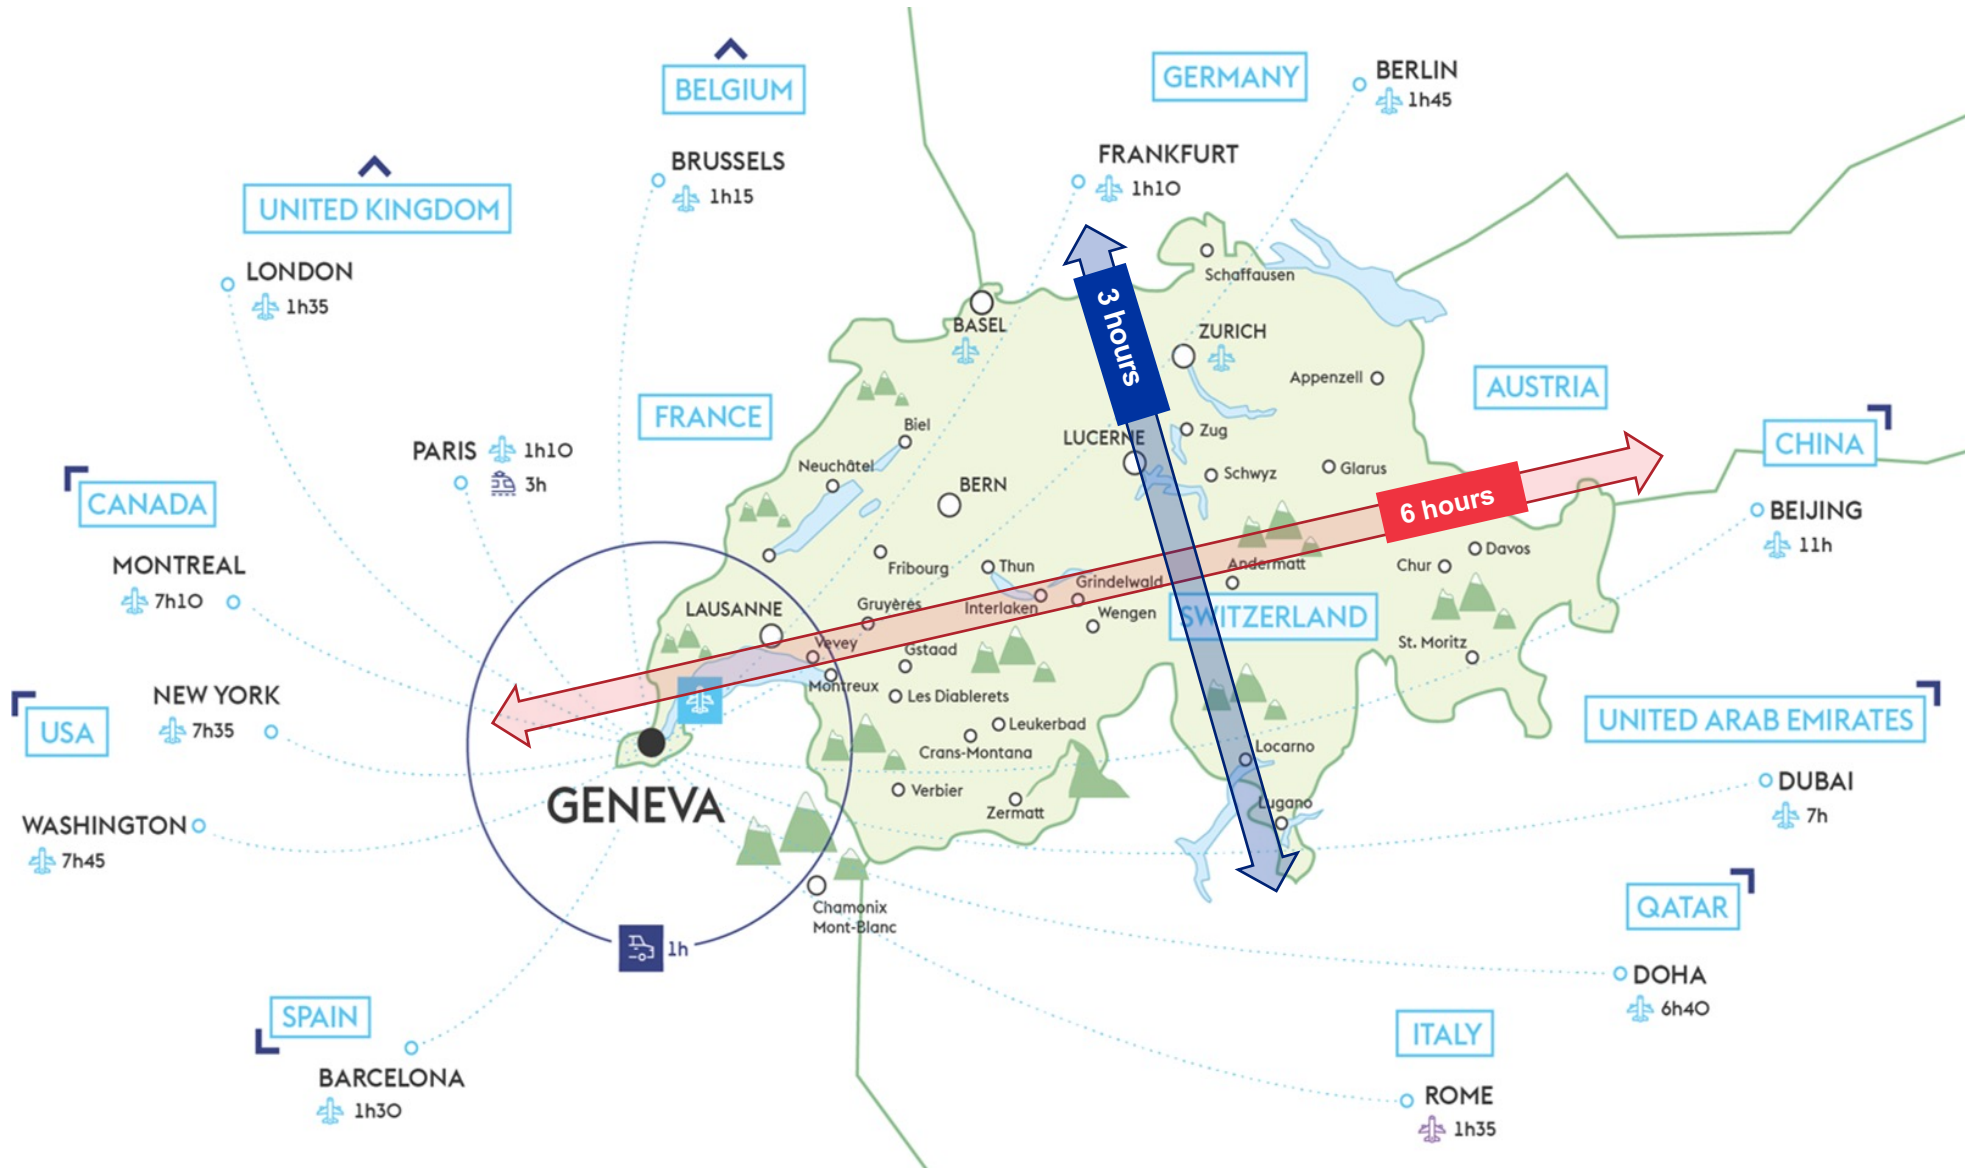 BELGIUM
GERMANY
BERLIN
1h45
BRUSSELS
1h15
FRANKFURT
1h10
UNITED KINGDOM
LONDON
1h35
Schaffausen
3 hours
BASEL
ZURICH
Appenzell
AUSTRIA
FRANCE
Biel
LUCERNE
Zug
CHINA
PARIS
1h10
3h
Neuchâtel
Schwyz
Glarus
CANADA
BERN
6 hours
BEIJING
11h
MONTREAL
7h10
Fribourg
Thun
Grindelwald
Andermatt
Chur
Davos
LAUSANNE
Gruyères
Interlaken
Wengen
SWITZERLAND
Vevey
Gstaad
St. Moritz
NEW YORK
7h35
Montreux
Les Diablerets
USA
Leukerbad
Crans-Montana
Locarno
UNITED ARAB EMIRATES
GENEVA
Verbier
Zermatt
Lugano
DUBAI
7h
WASHINGTON
7h45
Chamonix
Mont-Blanc
QATAR
1h
DOHA
6h40
SPAIN
ITALY
BARCELONA
1h30
ROME
1h35